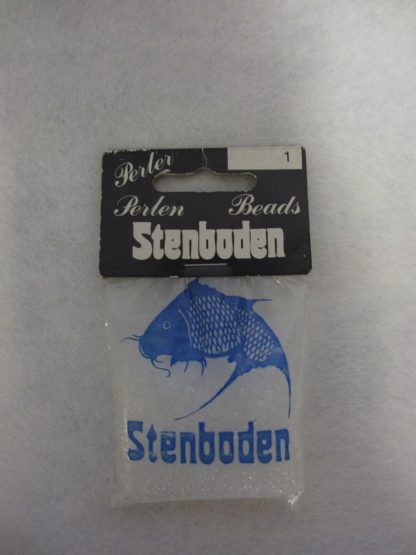 Perler
1
Perlen Beads
Stenboden
Stenboden